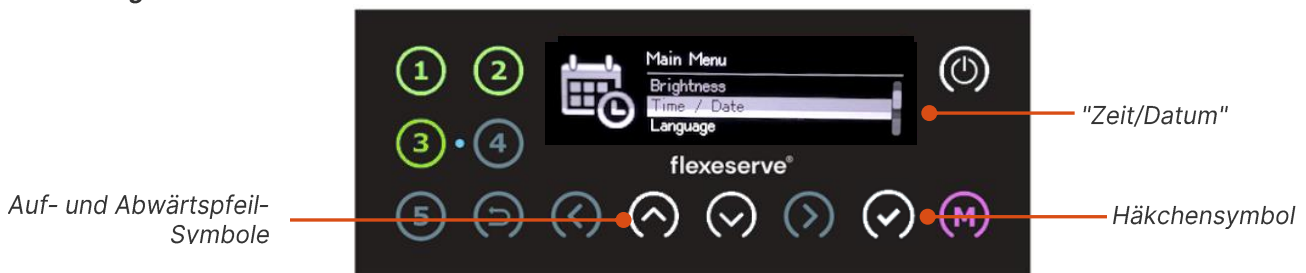 1 2
Main Menu
Brightness
Time / Date
Language
"Zeit/Datum"
3 4
flexeserve®
Auf- und Abwärtspfeil-
Symbole
5
M
Häkchensymbol